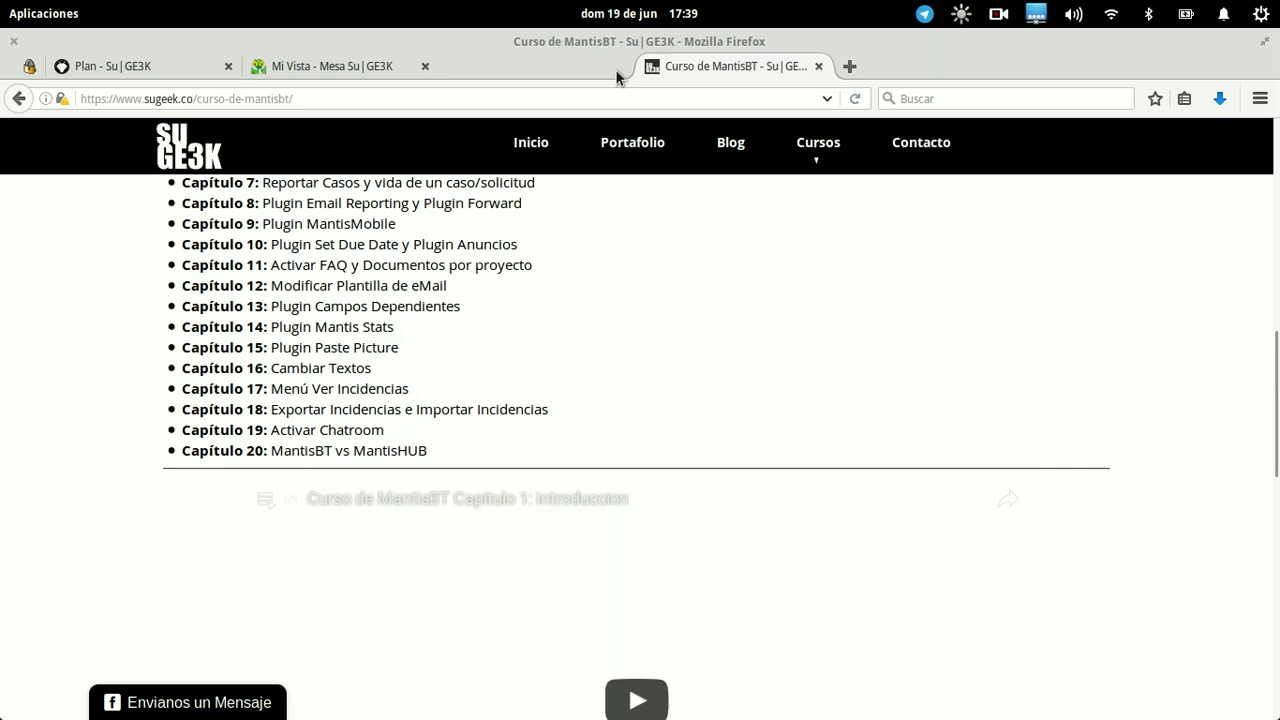 Aplicaciones
dom 19 de jun 17:39
Curso de MantisBT - Su|GE3K - Mozilla Firefox
Plan - Su|GE3K
Mi Vista - Mesa Su|GE3K
Curso de MantisBT - Su|GE...
https://www.sugeek.co/curso-de-mantisbt/
Buscar
SU
GE3K
Inicio
Portafolio
Blog
Cursos
Contacto
Capítulo 7: Reportar Casos y vida de un caso/solicitud
Capítulo 8: Plugin Email Reporting y Plugin Forward
Capítulo 9: Plugin MantisMobile
Capítulo 10: Plugin Set Due Date y Plugin Anuncios
Capítulo 11: Activar FAQ y Documentos por proyecto
Capítulo 12: Modificar Plantilla de eMail
Capítulo 13: Plugin Campos Dependientes
Capítulo 14: Plugin Mantis Stats
Capítulo 15: Plugin Paste Picture
Capítulo 16: Cambiar Textos
Capítulo 17: Menú Ver Incidencias
Capítulo 18: Exportar Incidencias e Importar Incidencias
Capítulo 19: Activar Chatroom
Capítulo 20: MantisBT vs MantisHUB
Curso de MantisBT Capitulo 1: Introduccion
Envianos un Mensaje